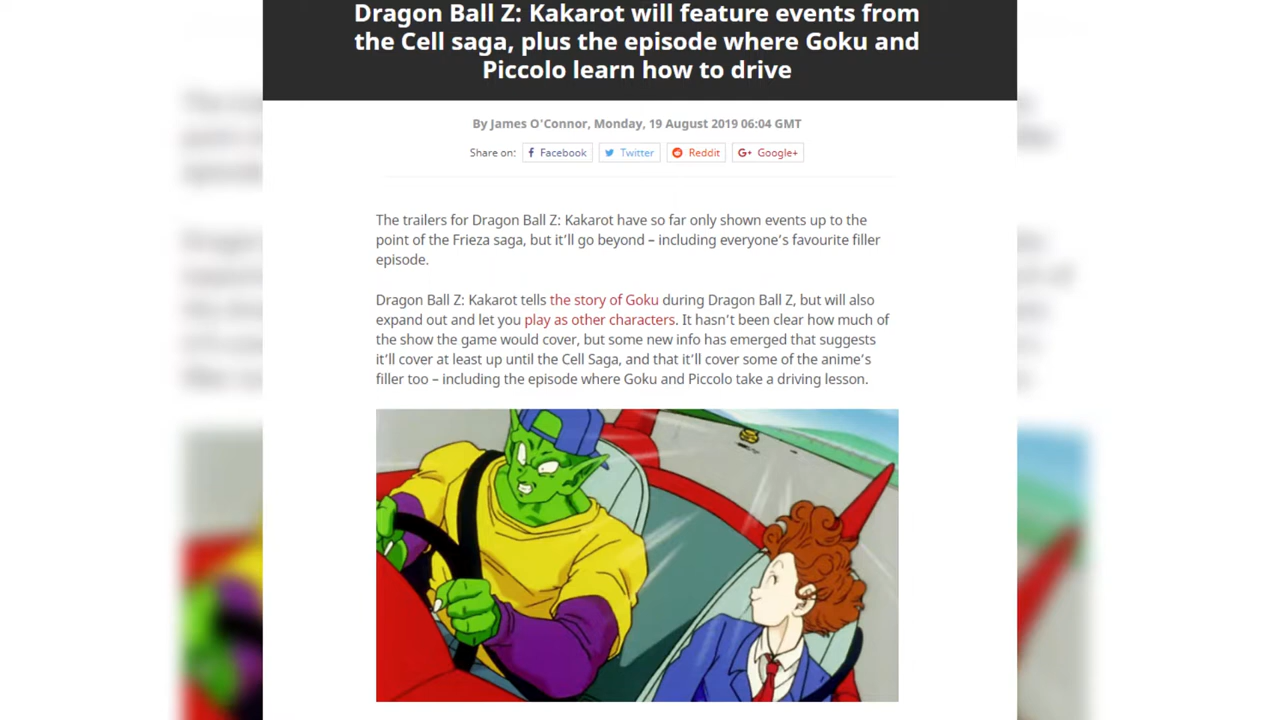 Dragon Ball Z: Kakarot will feature events from
the Cell saga, plus the episode where Goku and
Piccolo learn how to drive
By James O'Connor, Monday, 19 August 2019 06:04 GMT
Share on: Facebook Twitter Reddit G+ Google+
The trailers for Dragon Ball Z: Kakarot have so far only shown events up to the
point of the Frieza saga, but it'll go beyond – including everyone's favourite filler
episode.
Dragon Ball Z: Kakarot tells the story of Goku during Dragon Ball Z, but will also
expand out and let you play as other characters. It hasn't been clear how much of
the show the game would cover, but some new info has emerged that suggests
it'll cover at least up until the Cell Saga, and that it'll cover some of the anime's
filler too – including the episode where Goku and Piccolo take a driving lesson.